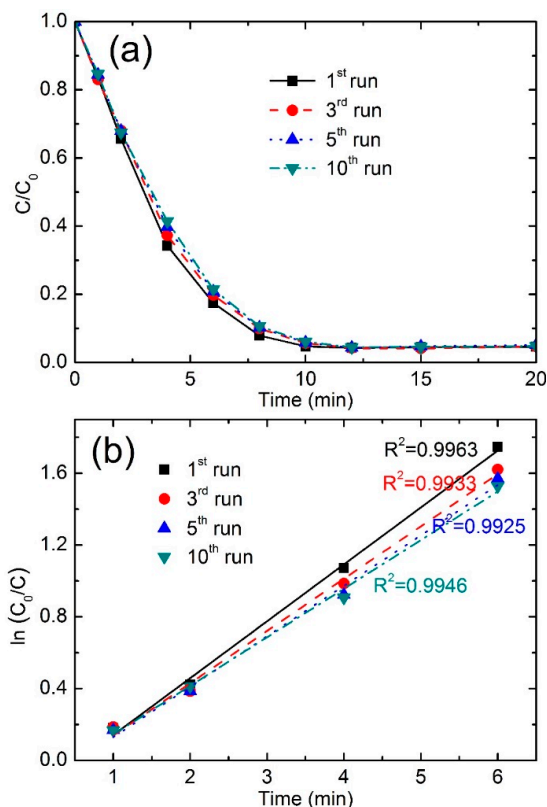 (a)
1st run
3rd run
5th run
10th run
1.0
0.8
0.6
0.4
0.2
0.0
C/C0
0 5 10 15 20
Time (min)
(b)
1st run
3rd run
5th run
10th run
R2=0.9963
R2=0.9933
R2=0.9925
R2=0.9946
1.6
1.2
0.8
0.4
0.0
ln (C0/C)
1 2 3 4 5 6
Time (min)